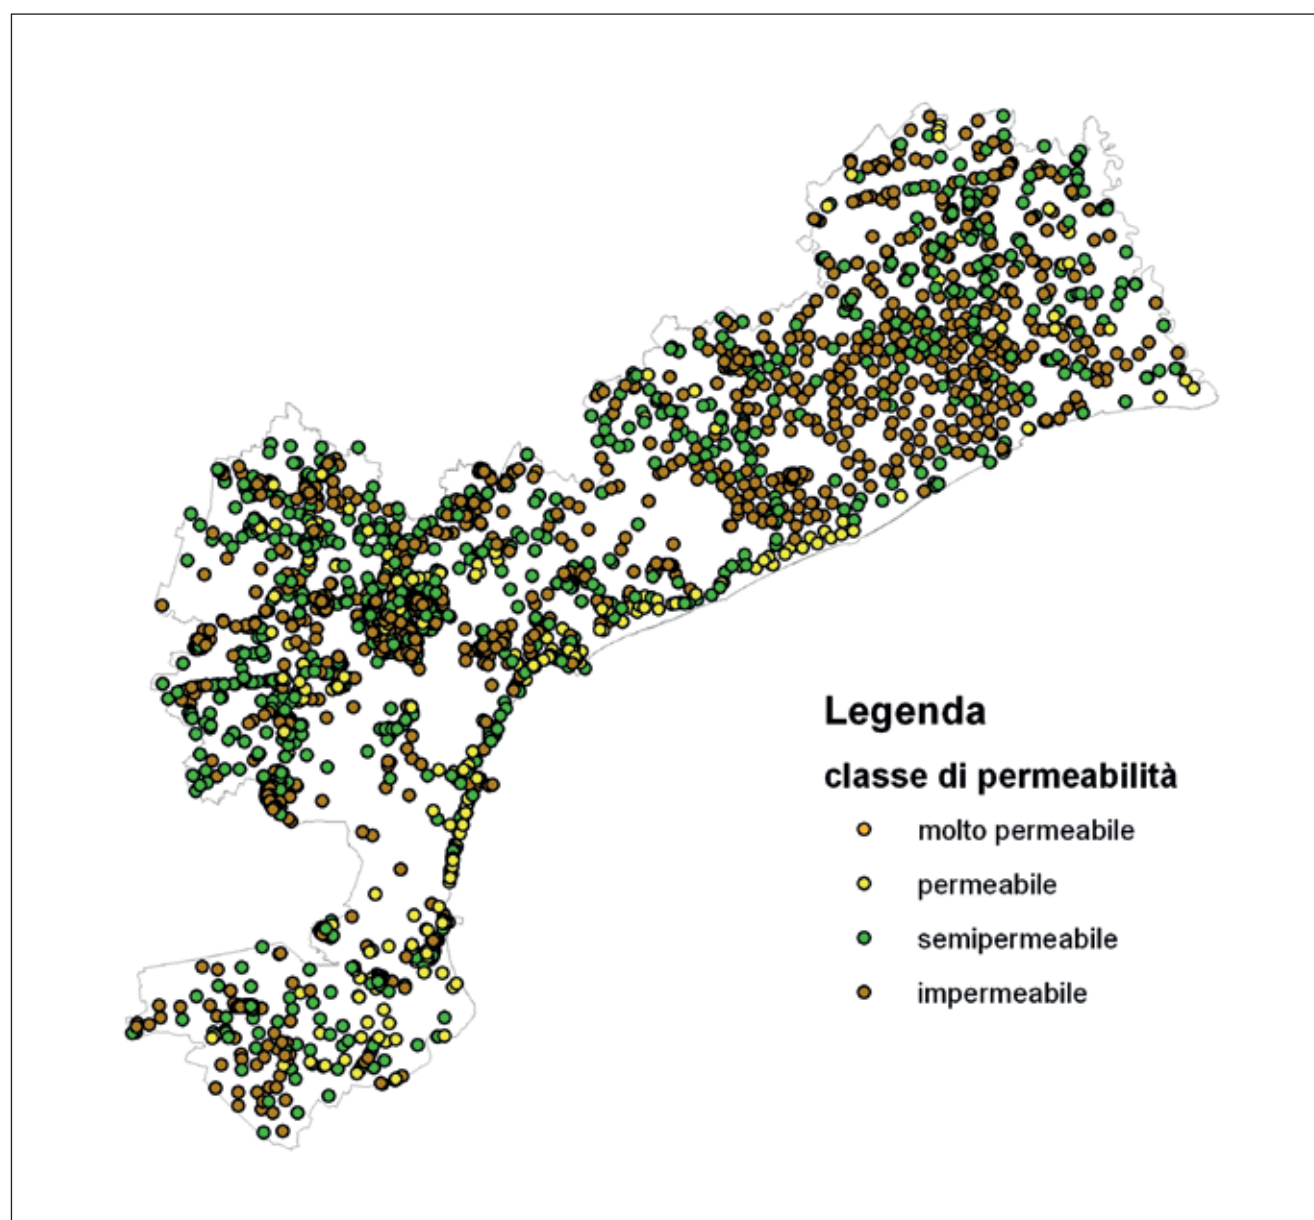 Legenda
classe di permeabilità
molto permeabile
permeabile
semipermeabile
impermeabile